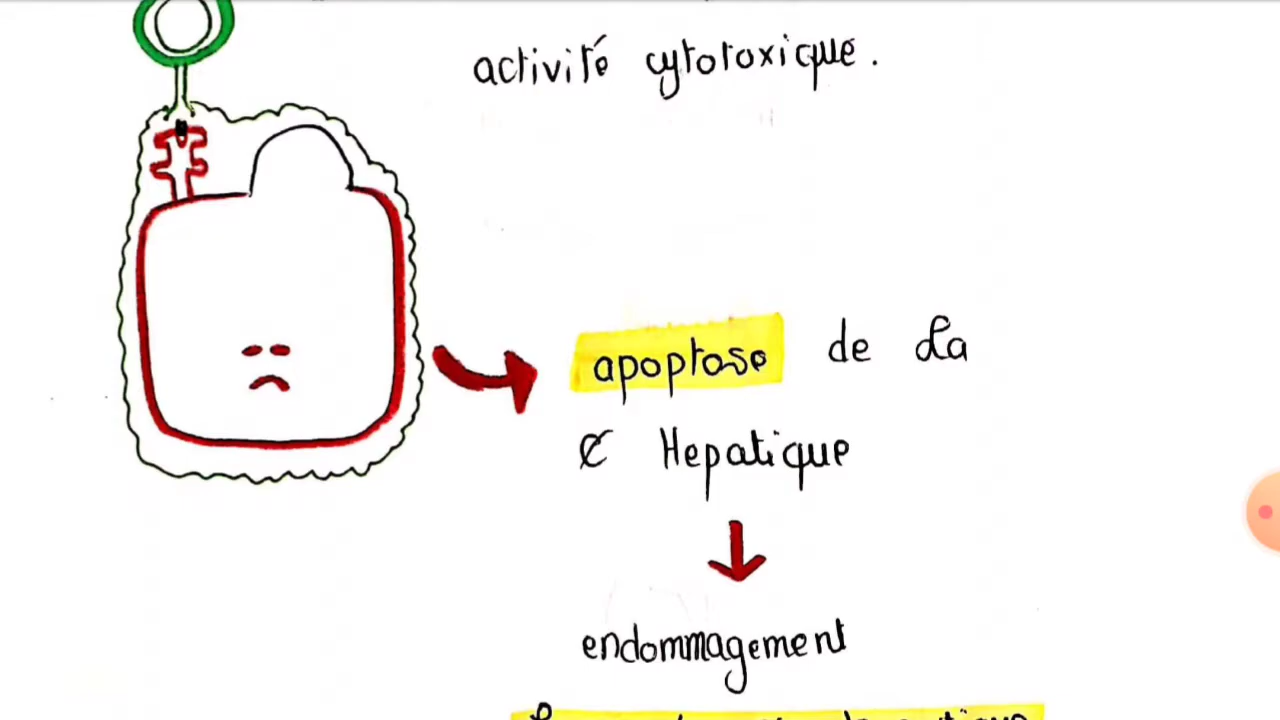 activité cytotoxique.
apoptose de La
₡ Hepatique
endommagement